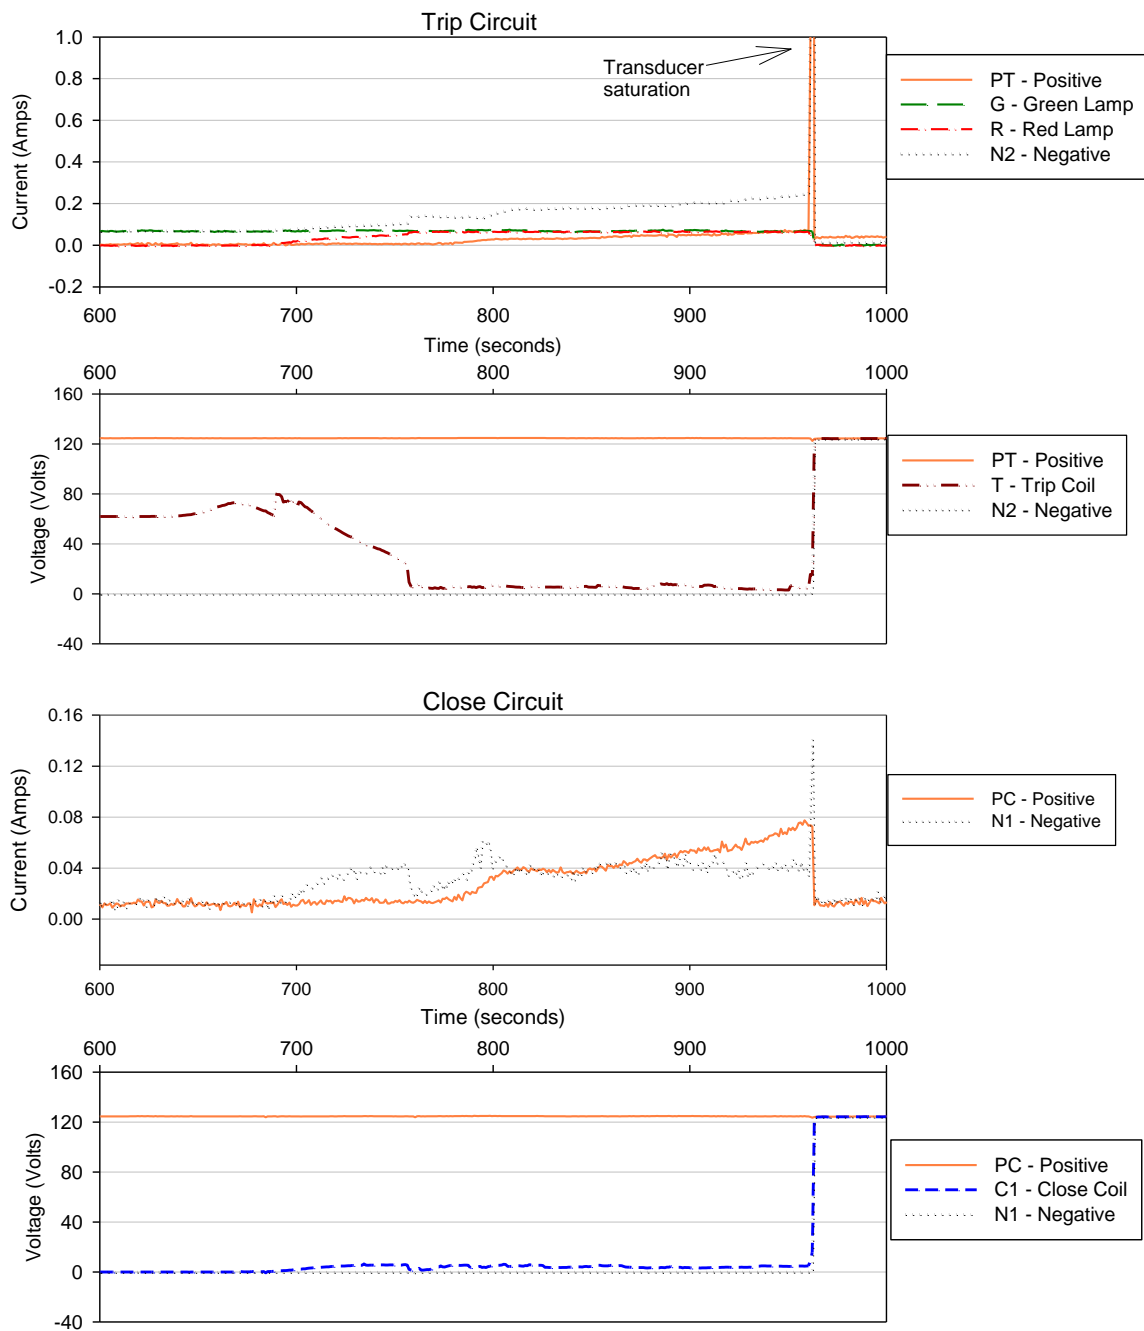 Trip Circuit
1.0
0.8
0.6
0.4
0.2
0.0
-0.2
Current (Amps)
Transducer
saturation
PT - Positive
G - Green Lamp
R - Red Lamp
N2 - Negative
600 700 800 900 1000
Time (seconds)
600 700 800 900 1000
160
120
80
40
0
-40
Voltage (Volts)
PT - Positive
T - Trip Coil
N2 - Negative
Close Circuit
0.16
0.12
0.08
0.04
0.00
Current (Amps)
PC - Positive
N1 - Negative
600 700 800 900 1000
Time (seconds)
600 700 800 900 1000
160
120
80
40
0
-40
Voltage (Volts)
PC - Positive
C1 - Close Coil
N1 - Negative